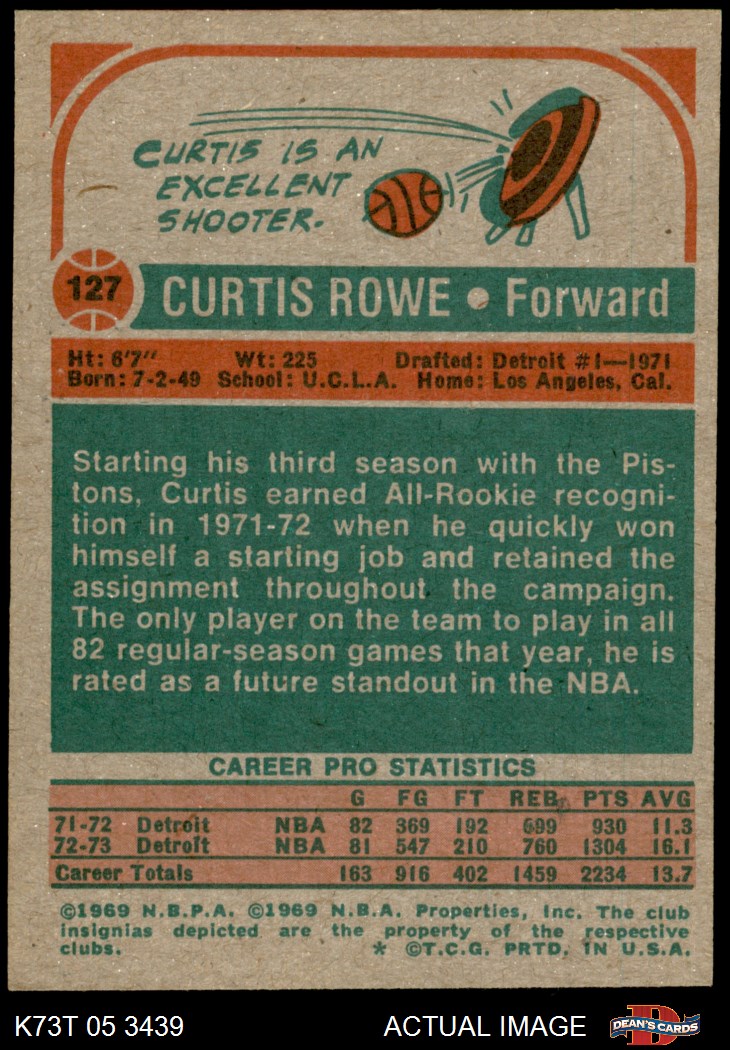 CURTIS IS AN
EXCELLENT
SHOOTER.
127
CURTIS ROWE • Forward
Ht: 6'7" Wt: 225 Drafted: Detroit #1—1971
Born: 7-2-49 School: U.C.L.A. Home: Los Angeles, Cal.
Starting his third season with the Pis-
tons, Curtis earned All-Rookie recogni-
tion in 1971-72 when he quickly won
himself a starting job and retained the
assignment throughout the campaign.
The only player on the team to play in all
82 regular-season games that year, he is
rated as a future standout in the NBA.
CAREER PRO STATISTICS
G FG FT REB. PTS AVG
71-72 Detroit NBA 82 369 192 699 930 11.3
72-73 Detroit NBA 81 547 210 760 1304 16.1
Career Totals 163 916 402 1459 2234 13.7
©1969 N.B.P.A. ©1969 N.B.A. Properties, Inc. The club
insignias depicted are the property of the respective
clubs. * ©T.C.G. PRTD. IN U.S.A.
K73T 05 3439 ACTUAL IMAGE
D
DEAN'S CARDS